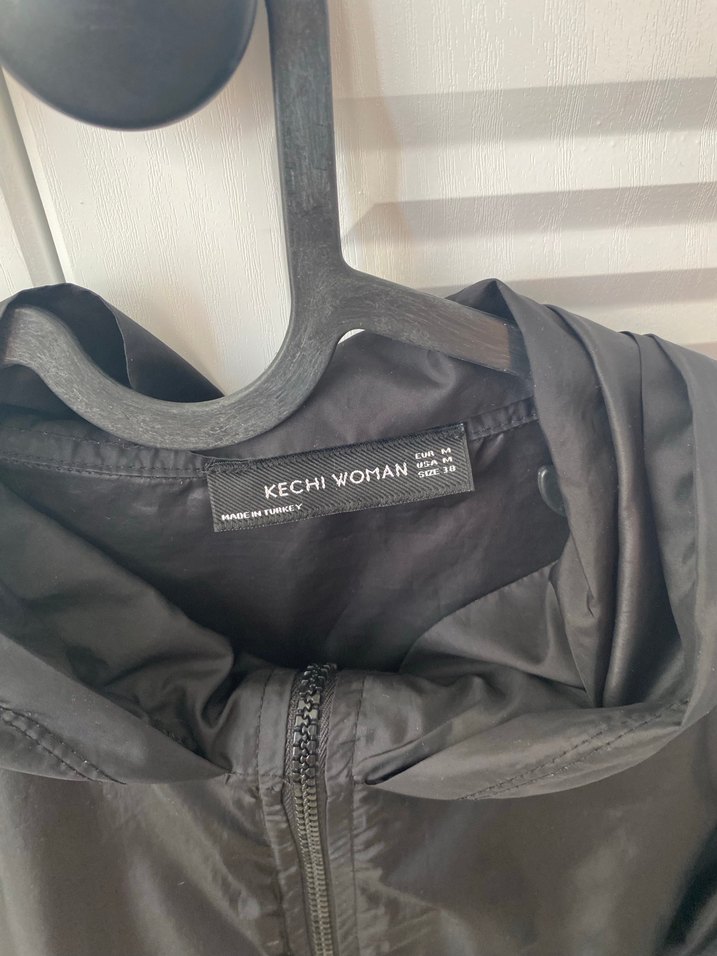 KECHI WOMAN
EUR M
USA M
SIZE 38
MADE IN TURKEY